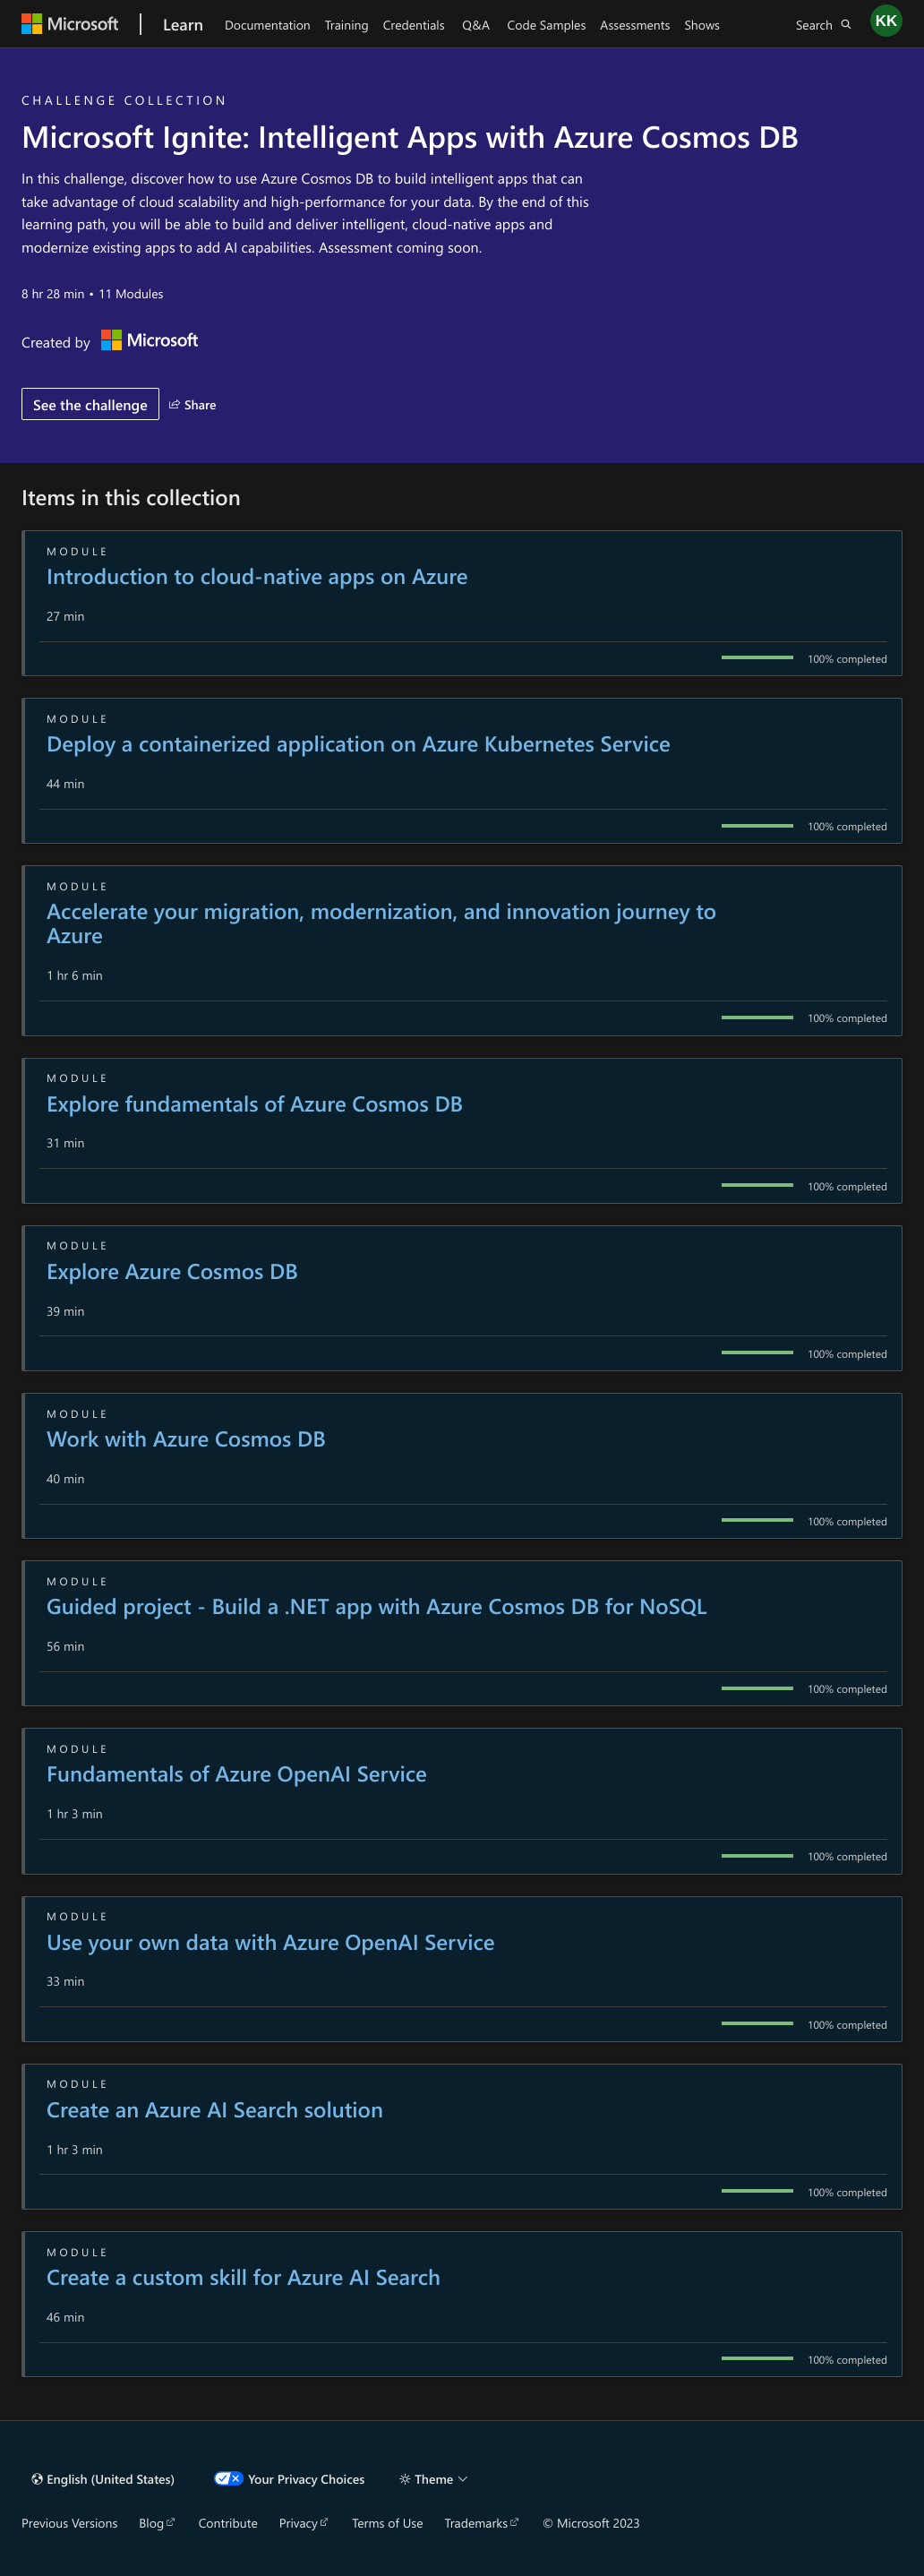 Microsoft
Learn
Documentation
Training
Credentials
Q&A
Code Samples
Assessments
Shows
Search
KK
CHALLENGE COLLECTION
Microsoft Ignite: Intelligent Apps with Azure Cosmos DB
In this challenge, discover how to use Azure Cosmos DB to build intelligent apps that can
take advantage of cloud scalability and high-performance for your data. By the end of this
learning path, you will be able to build and deliver intelligent, cloud-native apps and
modernize existing apps to add AI capabilities. Assessment coming soon.
8 hr 28 min • 11 Modules
Created by Microsoft
See the challenge
Share
Items in this collection
MODULE
Introduction to cloud-native apps on Azure
27 min
100% completed
MODULE
Deploy a containerized application on Azure Kubernetes Service
44 min
100% completed
MODULE
Accelerate your migration, modernization, and innovation journey to
Azure
1 hr 6 min
100% completed
MODULE
Explore fundamentals of Azure Cosmos DB
31 min
100% completed
MODULE
Explore Azure Cosmos DB
39 min
100% completed
MODULE
Work with Azure Cosmos DB
40 min
100% completed
MODULE
Guided project - Build a .NET app with Azure Cosmos DB for NoSQL
56 min
100% completed
MODULE
Fundamentals of Azure OpenAI Service
1 hr 3 min
100% completed
MODULE
Use your own data with Azure OpenAI Service
33 min
100% completed
MODULE
Create an Azure AI Search solution
1 hr 3 min
100% completed
MODULE
Create a custom skill for Azure AI Search
46 min
100% completed
English (United States)
Your Privacy Choices
Theme
Previous Versions
Blog
Contribute
Privacy
Terms of Use
Trademarks
© Microsoft 2023